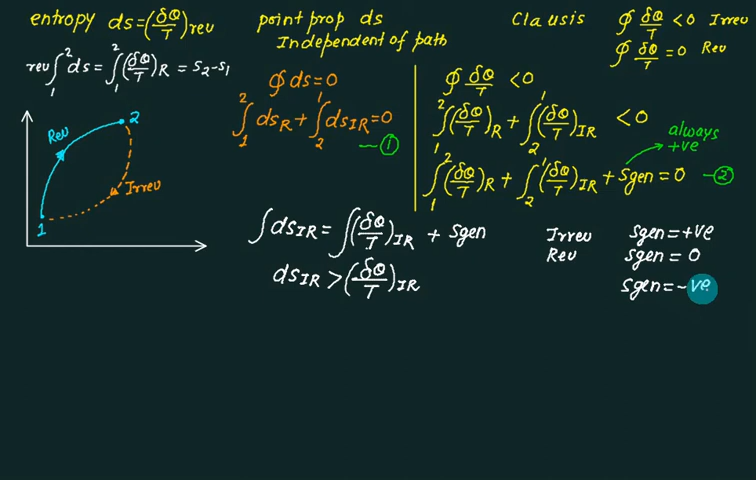 entropy ds=(δQ/T)rev
rev ∫₁² ds = ∫₁² (δQ/T)R = s2-s1
Rev
2
Irrev
1
point prop ds
Independent of path
Clausis ∮ δQ/T <0 Irrev
∮ δQ/T =0 Rev
∮ ds=0
∫₁² dsR + ∫₂¹ dsIR=0
—①
∮ δQ/T <0
∫₁² (δQ/T)R + ∫₂¹ (δQ/T)IR <0
always
+ve
∫₁² (δQ/T)R + ∫₂¹ (δQ/T)IR + sgen = 0 —②
∫ dsIR = ∫(δQ/T)IR + sgen
dsIR > (δQ/T)IR
Irrev sgen=+ve
Rev sgen = 0
sgen=-ve